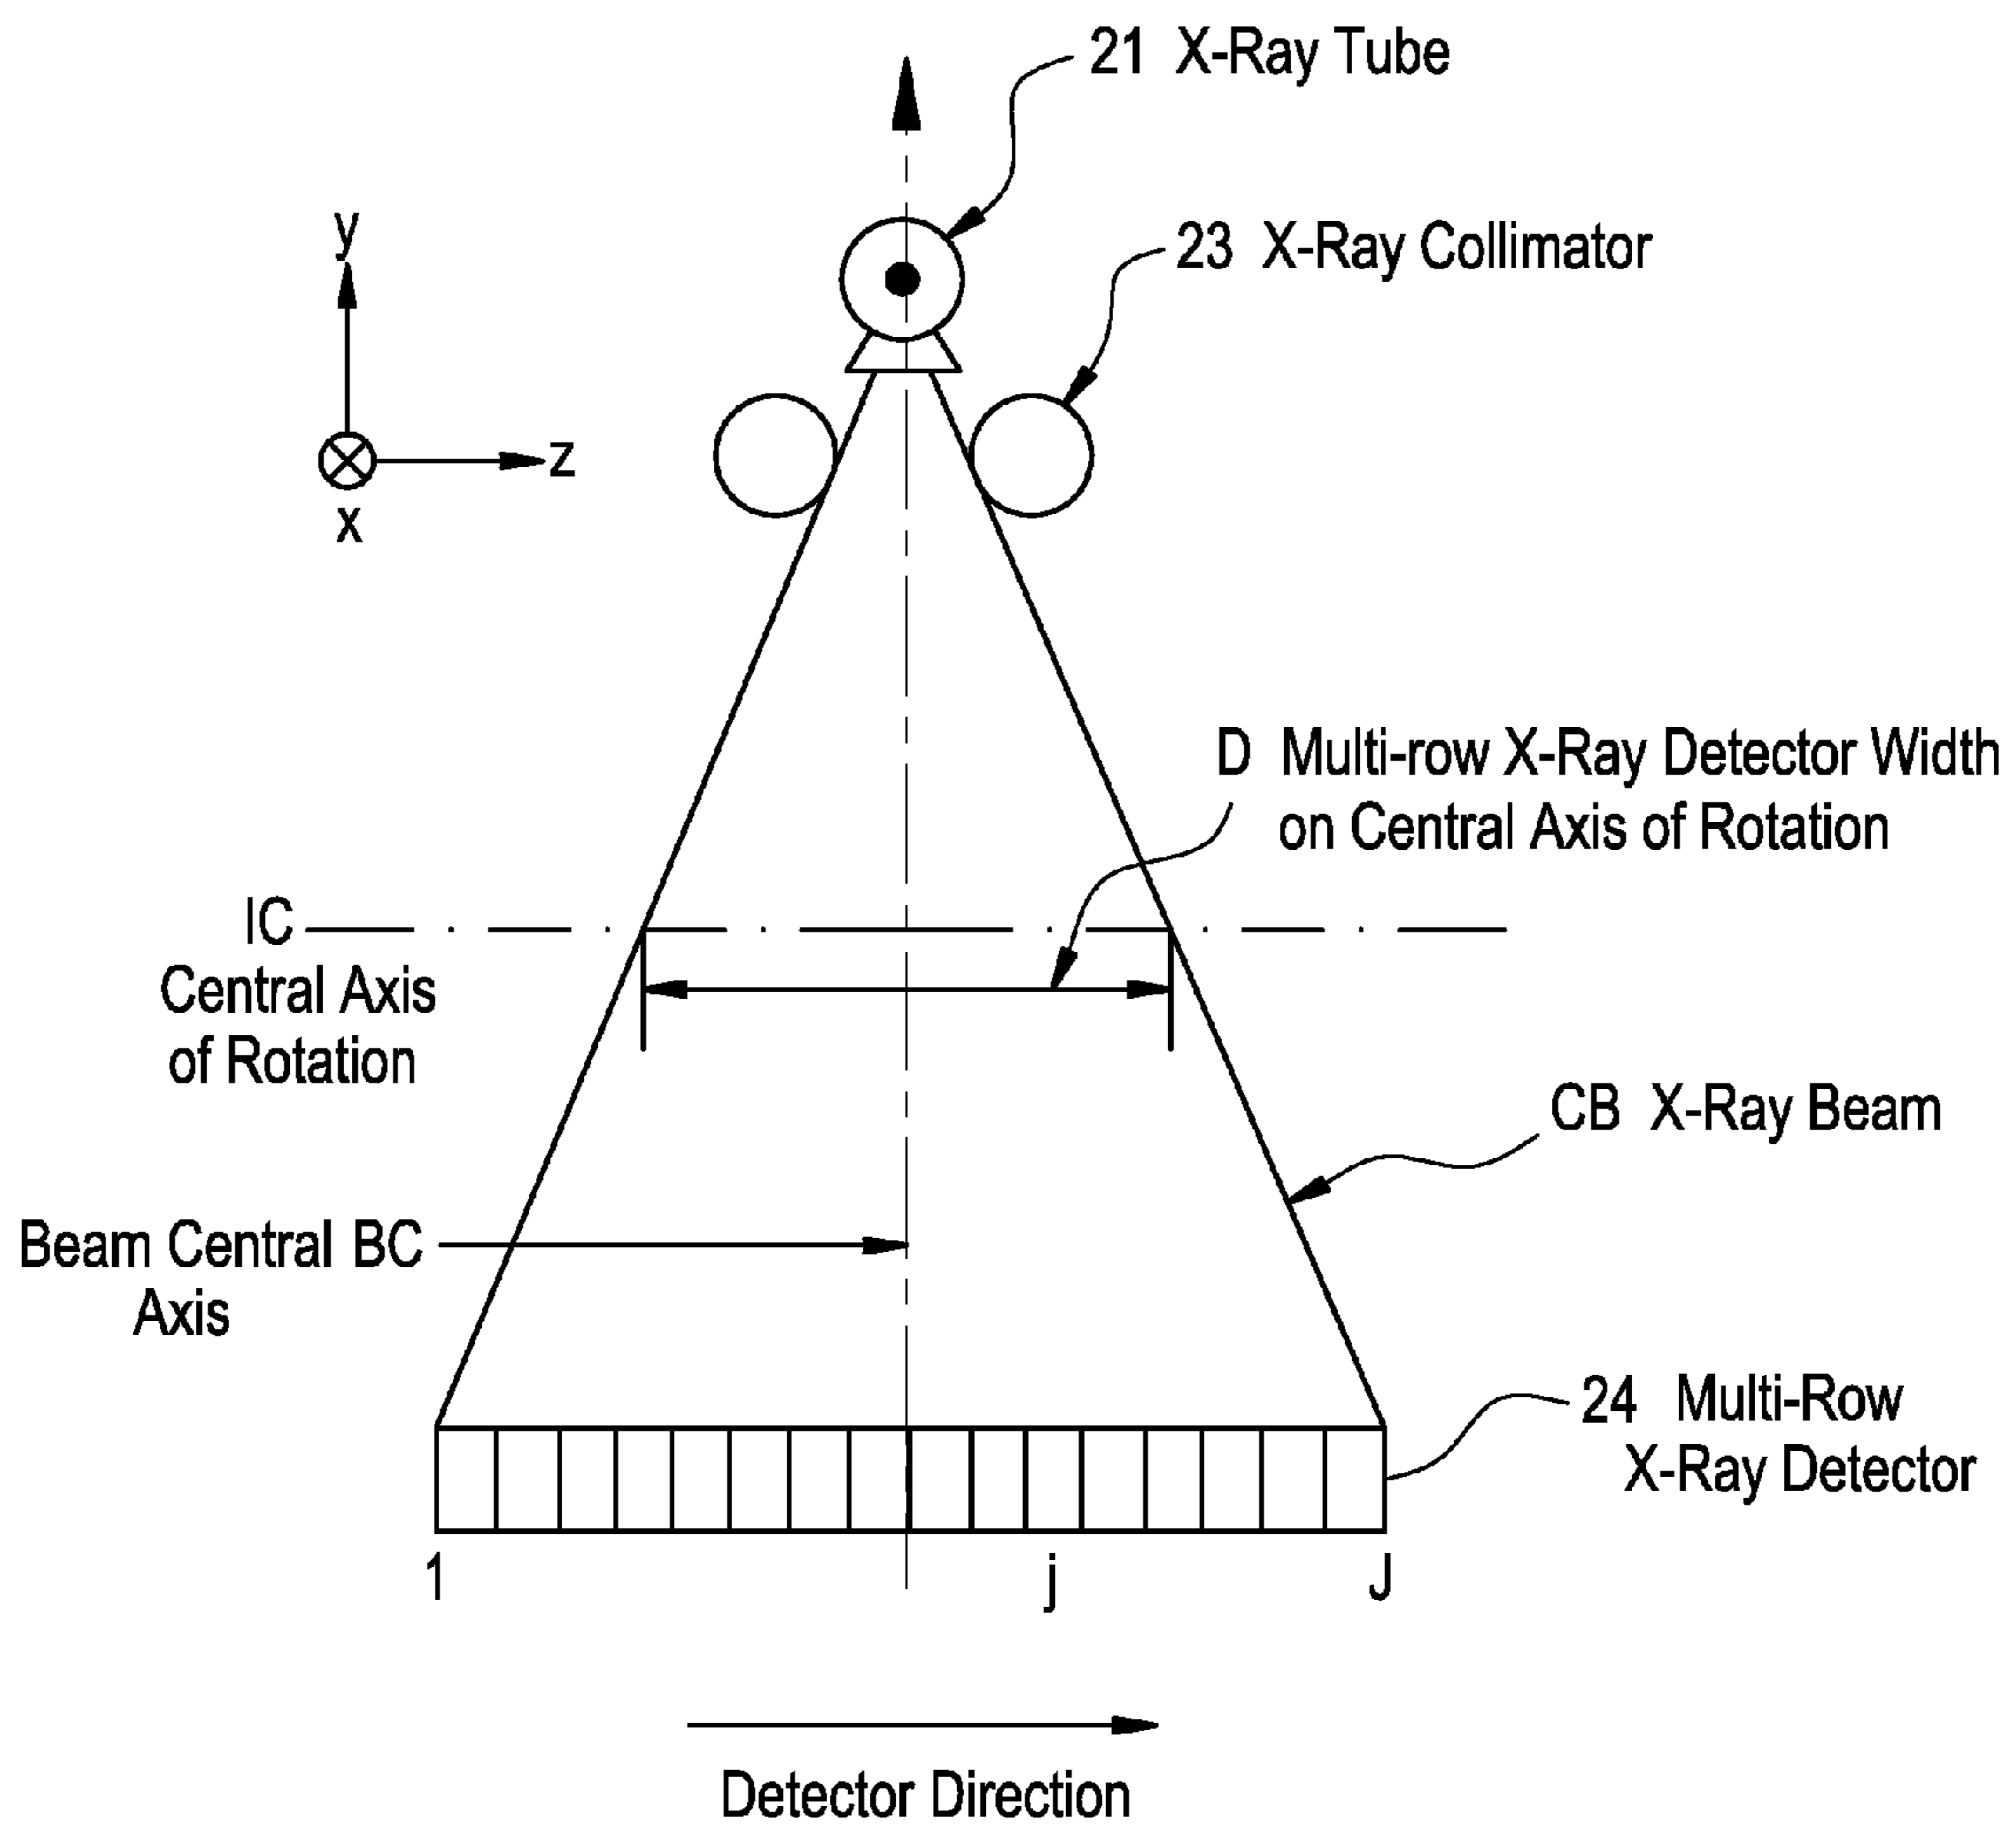 21 X-Ray Tube
y
23 X-Ray Collimator
z
x
D Multi-row X-Ray Detector Width
on Central Axis of Rotation
IC
Central Axis
of Rotation
CB X-Ray Beam
Beam Central BC
Axis
24 Multi-Row
X-Ray Detector
1 j J
Detector Direction